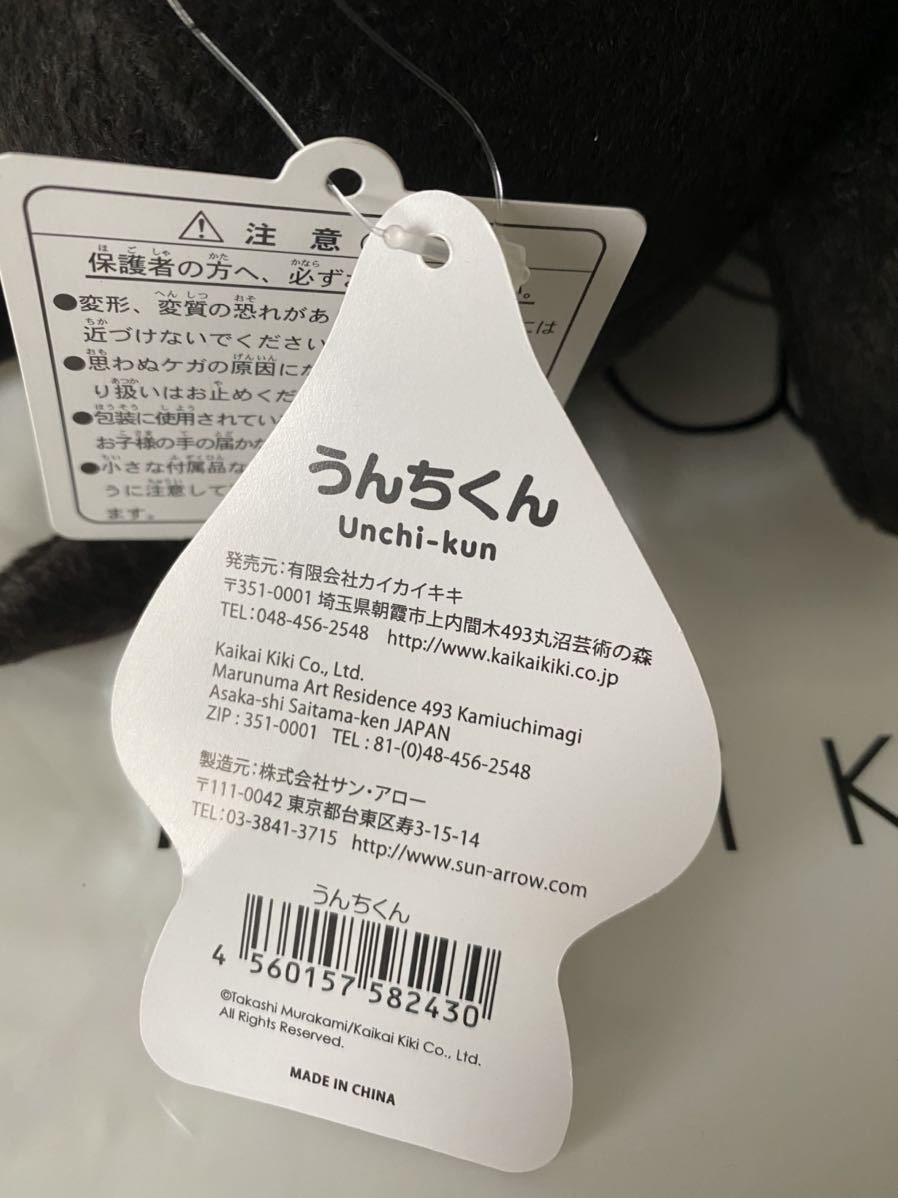 ⚠ 注意
保護者の方へ、必ず
●変形、変質の恐れがあ
近づけないでください
には
●思わぬケガの原因に
り扱いはお止めくだ
●包装に使用されてい
お子様の手の届か
●小さな付属品な
うに注意して
ます。
うんちくん
Unchi-kun
発売元:有限会社カイカイキキ
〒351-0001 埼玉県朝霞市上内間木493丸沼芸術の森
TEL:048-456-2548 http://www.kaikaikiki.co.jp
Kaikai Kiki Co., Ltd.
Marunuma Art Residence 493 Kamiuchimagi
Asaka-shi Saitama-ken JAPAN
ZIP : 351-0001 TEL : 81-(0)48-456-2548
製造元:株式会社サン・アロー
〒111-0042 東京都台東区寿3-15-14
TEL:03-3841-3715 http://www.sun-arrow.com
うんちくん
4 560157 582430
©Takashi Murakami/Kaikai Kiki Co., Ltd.
All Rights Reserved.
MADE IN CHINA
K